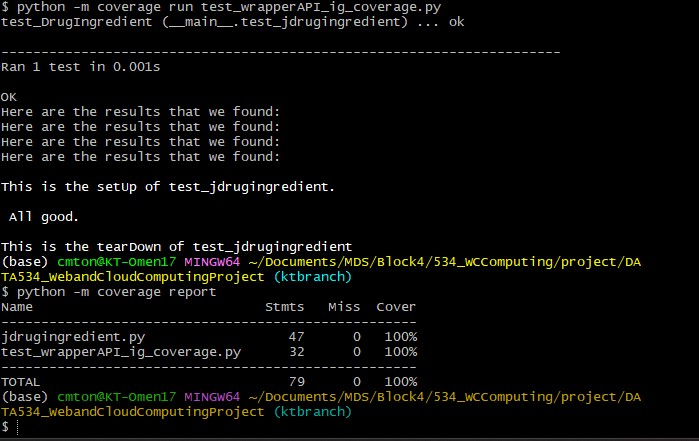 $ python -m coverage run test_wrapperAPI_ig_coverage.py
test_DrugIngredient (__main__.test_jdrugingredient) ... ok

----------------------------------------------------------------------
Ran 1 test in 0.001s

OK
Here are the results that we found:
Here are the results that we found:
Here are the results that we found:
Here are the results that we found:

This is the setUp of test_jdrugingredient.

 All good.

This is the tearDown of test_jdrugingredient
(base) cmton@KT-Omen17 MINGW64 ~/Documents/MDS/Block4/534_WCComputing/project/DA
TA534_WebandCloudComputingProject (ktbranch)
$ python -m coverage report
Name                            Stmts   Miss  Cover
---------------------------------------------------
jdrugingredient.py                 47      0   100%
test_wrapperAPI_ig_coverage.py     32      0   100%
---------------------------------------------------
TOTAL                              79      0   100%
(base) cmton@KT-Omen17 MINGW64 ~/Documents/MDS/Block4/534_WCComputing/project/DA
TA534_WebandCloudComputingProject (ktbranch)
$